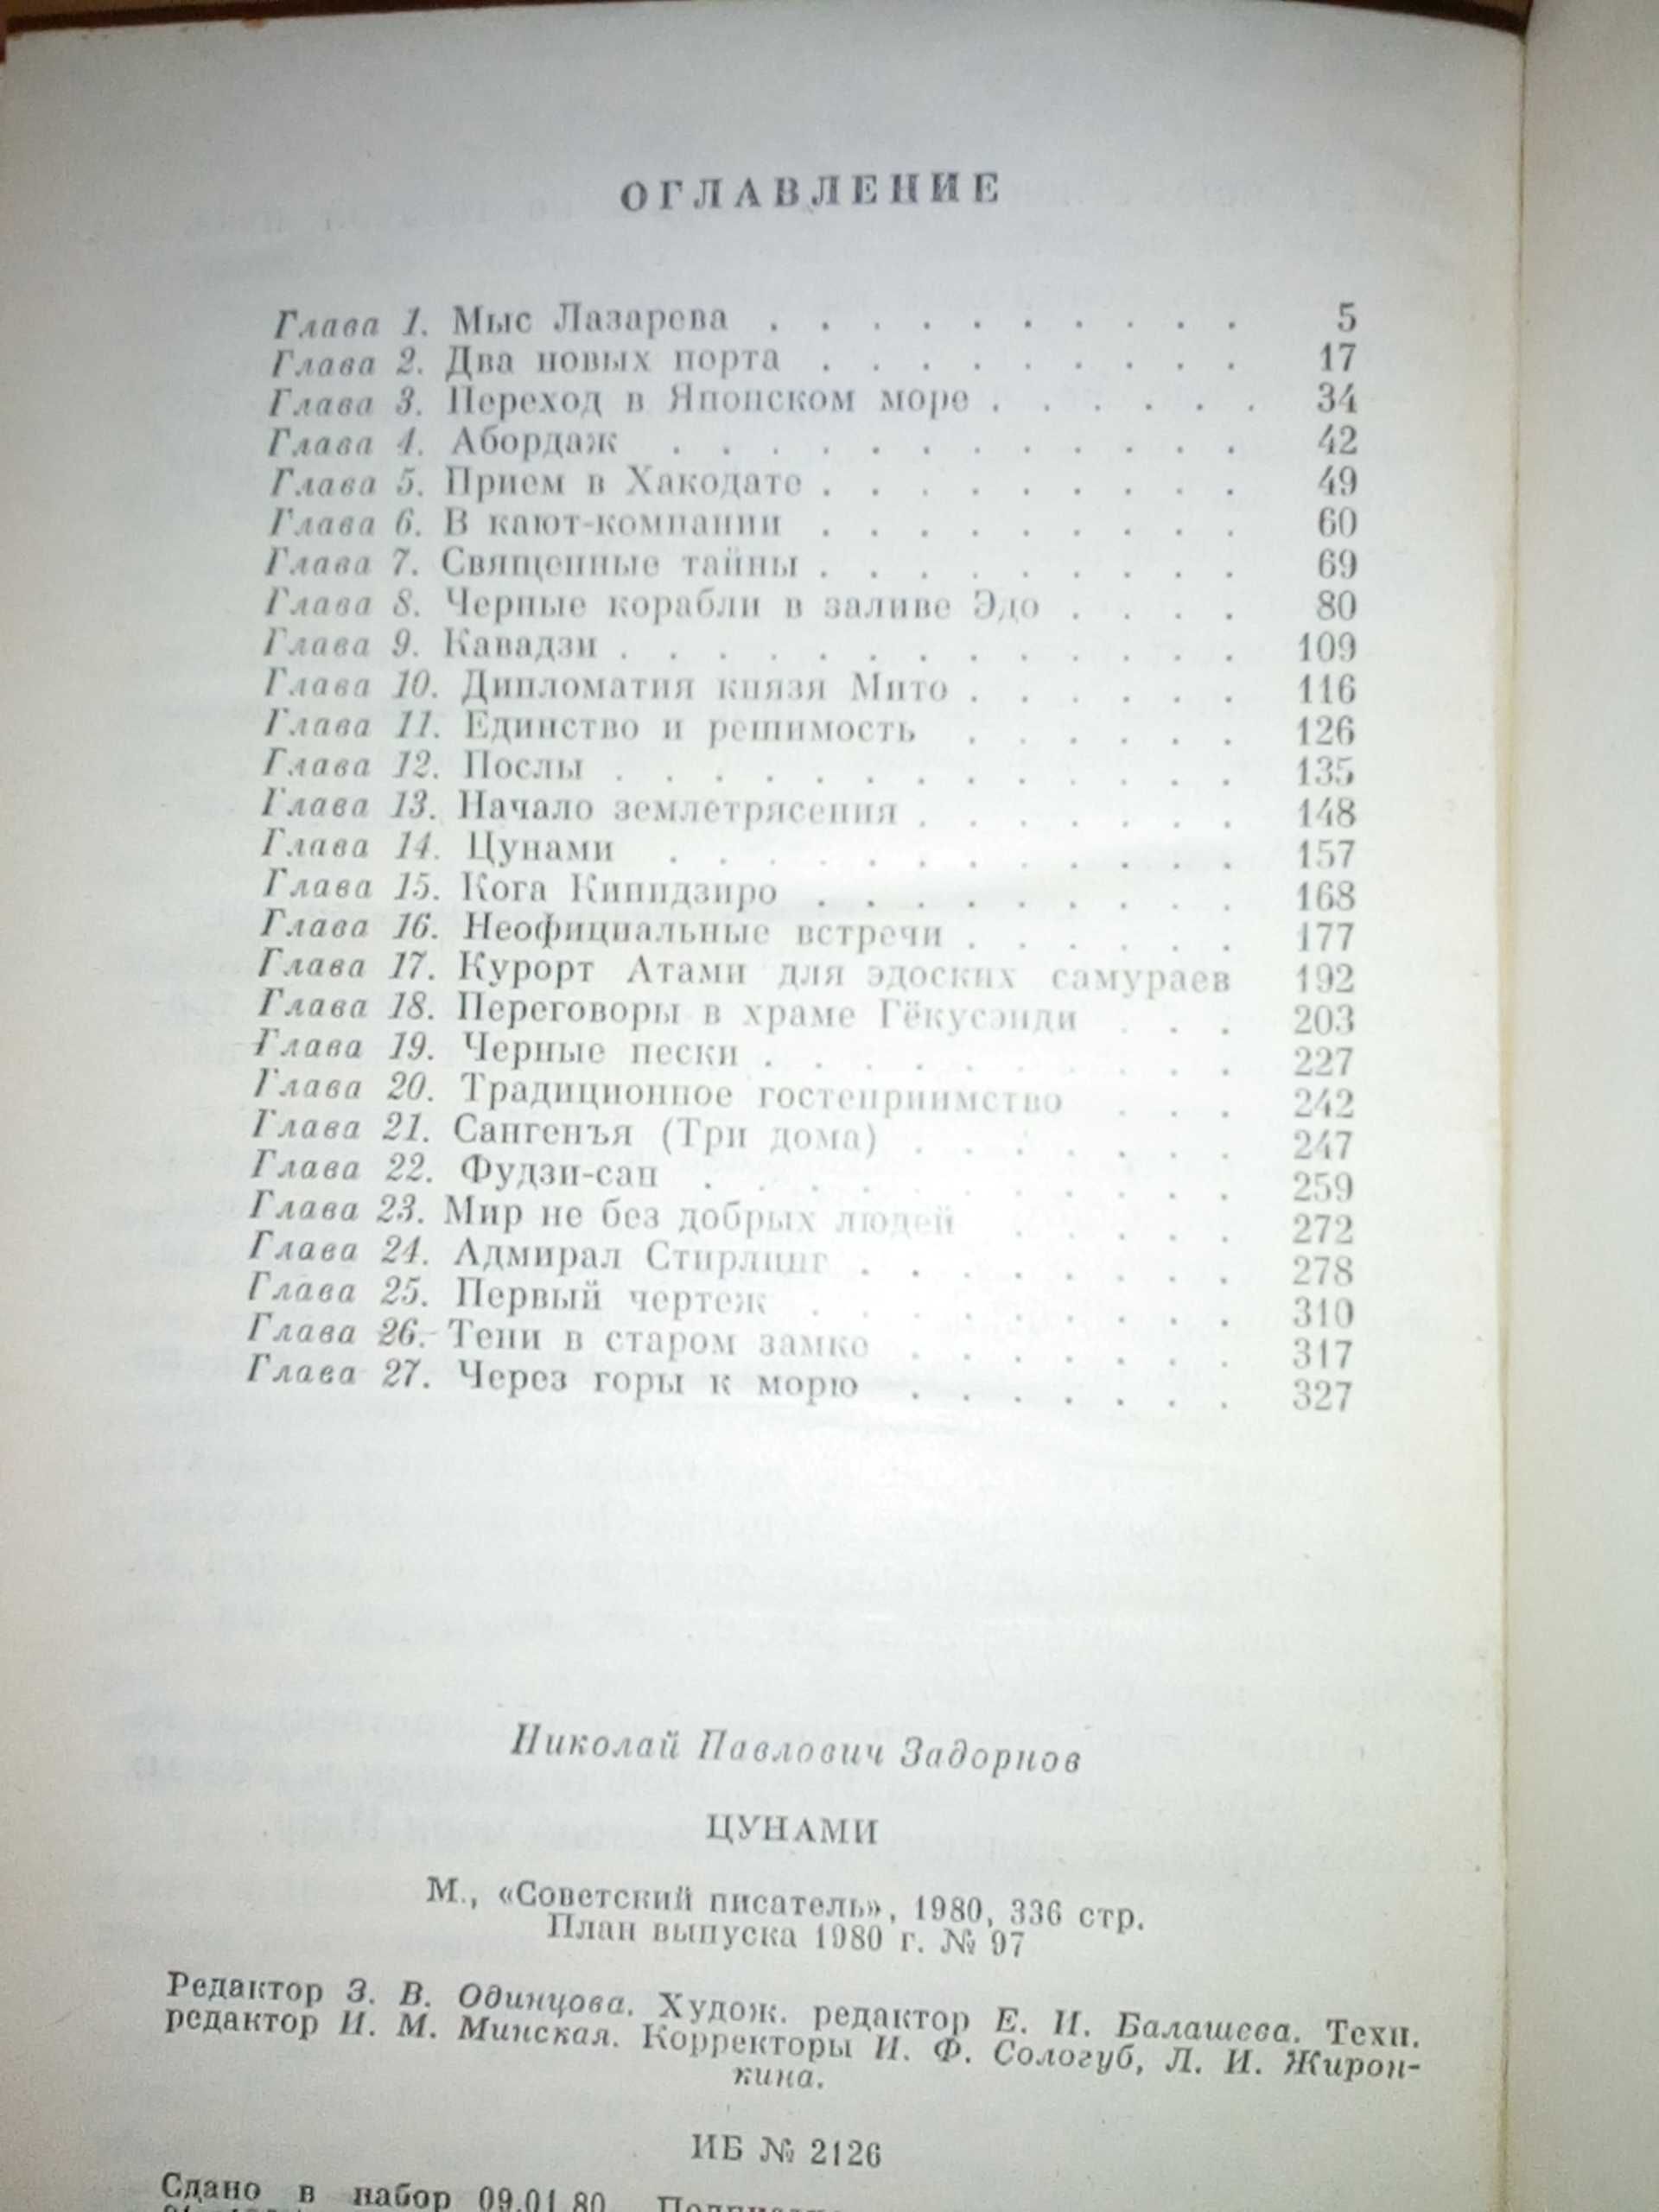 ОГЛАВЛЕНИЕ
Глава 1. Мыс Лазарева . . . . . . . . . . 5
Глава 2. Два новых порта . . . . . . . . . 17
Глава 3. Переход в Японском море . . . . . . 34
Глава 4. Абордаж . . . . . . . . . . . . 42
Глава 5. Прием в Хакодате . . . . . . . . . 49
Глава 6. В кают-компании . . . . . . . . . 60
Глава 7. Священные тайны . . . . . . . . . 69
Глава 8. Черные корабли в заливе Эдо . . . . 80
Глава 9. Кавадзи . . . . . . . . . . . . . 109
Глава 10. Дипломатия князя Мито . . . . . . 116
Глава 11. Единство и решимость . . . . . . 126
Глава 12. Послы . . . . . . . . . . . . . 135
Глава 13. Начало землетрясения . . . . . . . 148
Глава 14. Цунами . . . . . . . . . . . . 157
Глава 15. Кога Кинидзиро . . . . . . . . . 168
Глава 16. Неофициальные встречи . . . . . . 177
Глава 17. Курорт Атами для эдоских самураев 192
Глава 18. Переговоры в храме Гёкусэнди . . . 203
Глава 19. Черные пески . . . . . . . . . . 227
Глава 20. Традиционное гостеприимство . . . 242
Глава 21. Сангенъя (Три дома) . . . . . . . 247
Глава 22. Фудзи-сан . . . . . . . . . . . 259
Глава 23. Мир не без добрых людей . . . . . 272
Глава 24. Адмирал Стирлинг . . . . . . . . 278
Глава 25. Первый чертеж . . . . . . . . . 310
Глава 26. Тени в старом замке . . . . . . . 317
Глава 27. Через горы к морю . . . . . . . 327
Николай Павлович Задорнов
ЦУНАМИ
М., «Советский писатель», 1980, 336 стр.
План выпуска 1980 г. № 97
Редактор З. В. Одинцова. Худож. редактор Е. И. Балашева. Техн.
редактор И. М. Минская. Корректоры И. Ф. Сологуб, Л. И. Жирон-
кина.
ИБ № 2126
Сдано в набор 09.01.80.